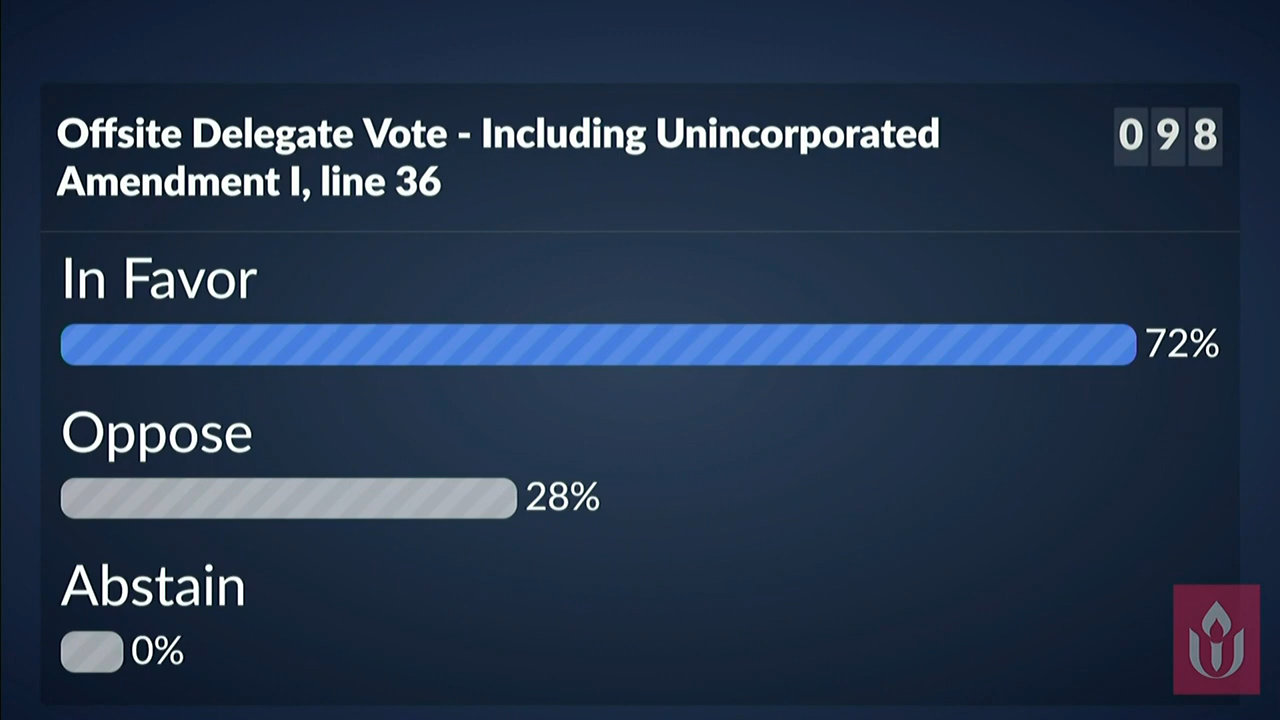 Offsite Delegate Vote - Including Unincorporated
Amendment I, line 36
098
In Favor
72%
Oppose
28%
Abstain
0%